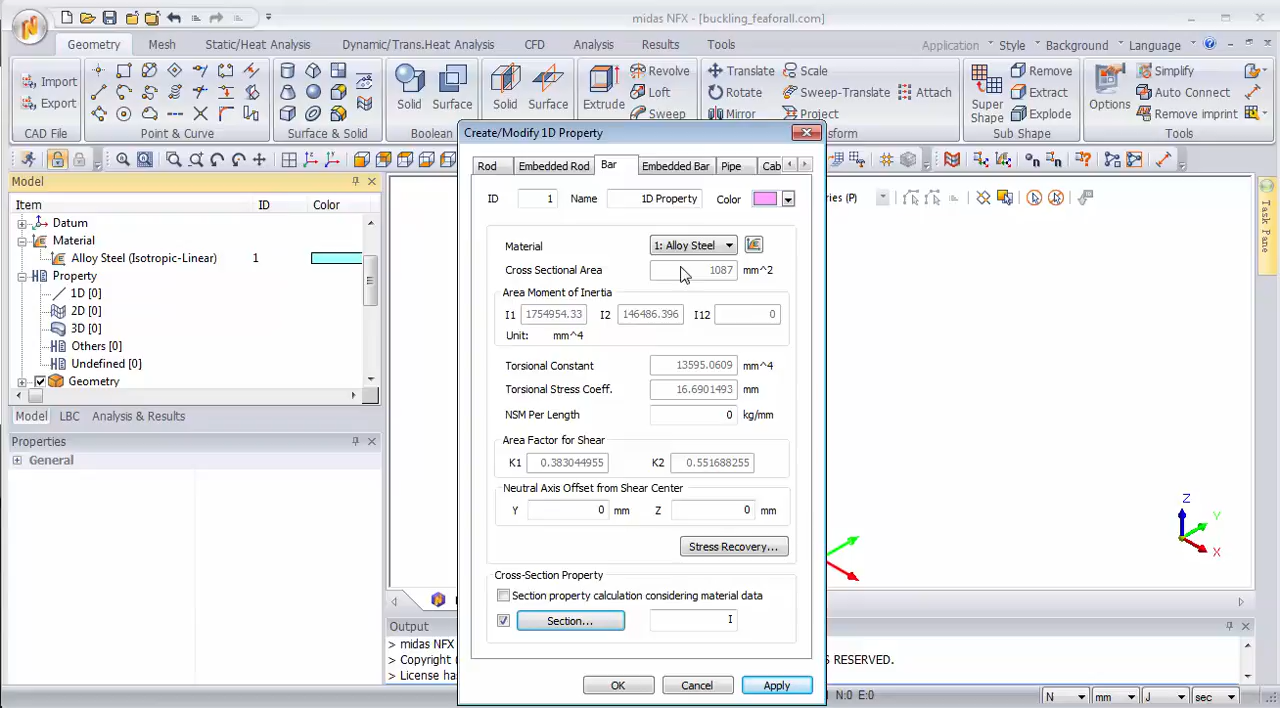 midas NFX - [buckling_feaforall.com]
Geometry Mesh Static/Heat Analysis Dynamic/Trans.Heat Analysis CFD Analysis Results Tools Application Style Background Language
Import
Export
CAD File
Point & Curve
Surface & Solid
Solid Surface
Boolean
Solid Surface
Extrude
Revolve
Loft
Sweep
Translate Scale
Rotate Sweep-Translate Attach
Mirror Project
Super Shape
Remove
Extract
Explode
Sub Shape
Options
Simplify
Auto Connect
Remove imprint
Tools
Model
Item ID Color
Datum
Material
Alloy Steel (Isotropic-Linear) 1
Property
1D [0]
2D [0]
3D [0]
Others [0]
Undefined [0]
Geometry
Model LBC Analysis & Results
Properties
General
Create/Modify 1D Property
Rod Embedded Rod Bar Embedded Bar Pipe Cab
ID 1 Name 1D Property Color
Material 1: Alloy Steel
Cross Sectional Area 1087 mm^2
Area Moment of Inertia
I1 1754954.33 I2 146486.396 I12 0
Unit: mm^4
Torsional Constant 13595.0609 mm^4
Torsional Stress Coeff. 16.6901493 mm
NSM Per Length 0 kg/mm
Area Factor for Shear
K1 0.383044955 K2 0.551688255
Neutral Axis Offset from Shear Center
Y 0 mm Z 0 mm
Stress Recovery...
Cross-Section Property
Section property calculation considering material data
Section... I
OK Cancel Apply
ries (P)
Task Pane
Z
Y
X
Output
> midas NFX
> Copyright (
> License has
S RESERVED.
N:0 E:0
N mm J sec